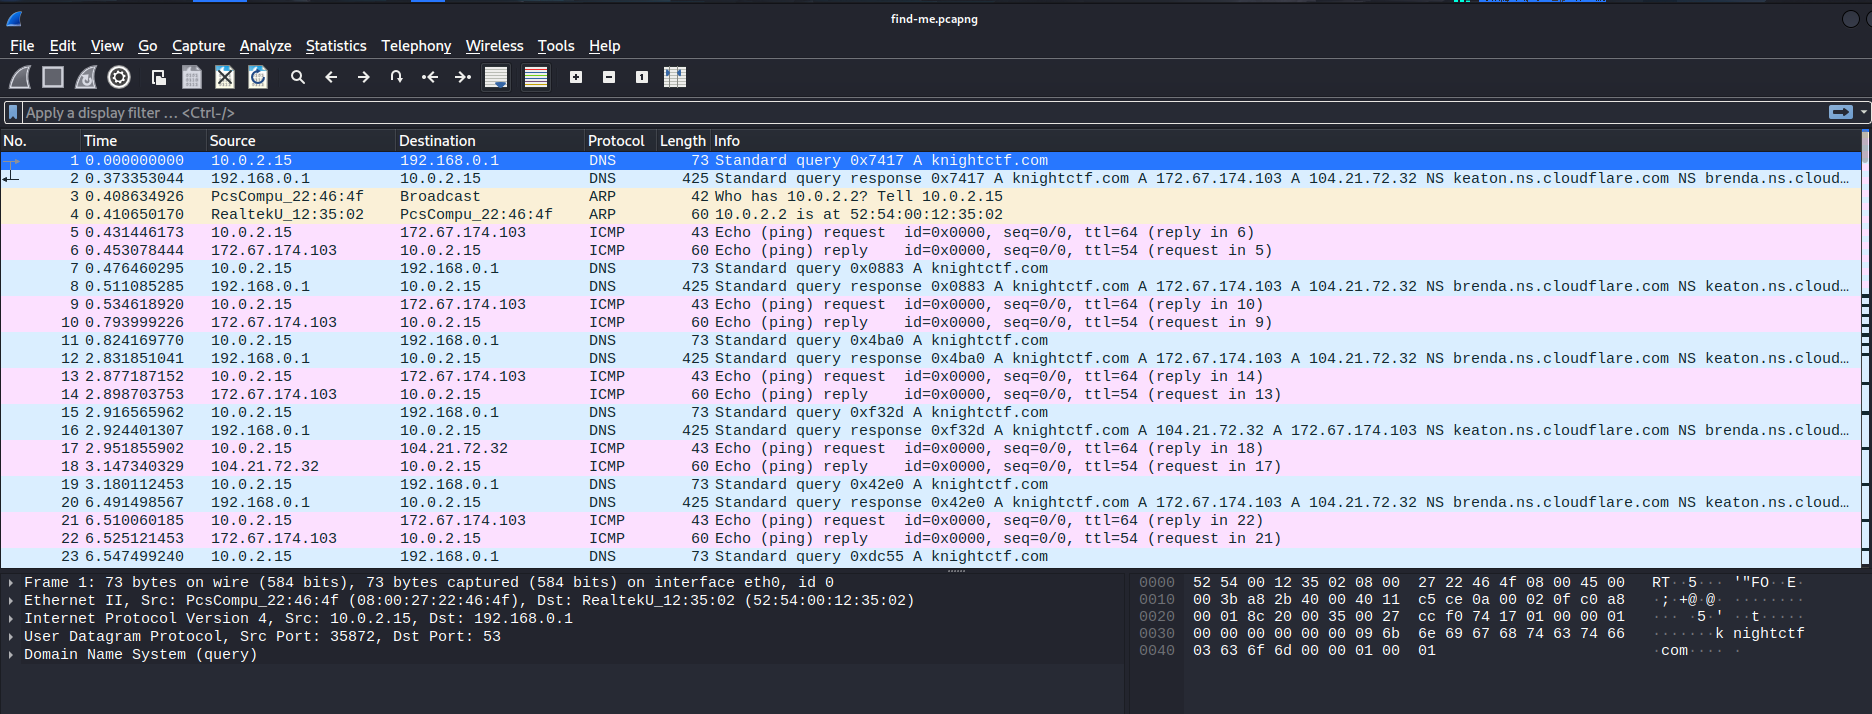 find-me.pcapng
File Edit View Go Capture Analyze Statistics Telephony Wireless Tools Help
Apply a display filter … <Ctrl-/>
No. Time Source Destination Protocol Length Info
1 0.000000000 10.0.2.15 192.168.0.1 DNS 73 Standard query 0x7417 A knightctf.com
2 0.373353044 192.168.0.1 10.0.2.15 DNS 425 Standard query response 0x7417 A knightctf.com A 172.67.174.103 A 104.21.72.32 NS keaton.ns.cloudflare.com NS brenda.ns.cloud…
3 0.408634926 PcsCompu_22:46:4f Broadcast ARP 42 Who has 10.0.2.2? Tell 10.0.2.15
4 0.410650170 RealtekU_12:35:02 PcsCompu_22:46:4f ARP 60 10.0.2.2 is at 52:54:00:12:35:02
5 0.431446173 10.0.2.15 172.67.174.103 ICMP 43 Echo (ping) request id=0x0000, seq=0/0, ttl=64 (reply in 6)
6 0.453078444 172.67.174.103 10.0.2.15 ICMP 60 Echo (ping) reply id=0x0000, seq=0/0, ttl=54 (request in 5)
7 0.476460295 10.0.2.15 192.168.0.1 DNS 73 Standard query 0x0883 A knightctf.com
8 0.511085285 192.168.0.1 10.0.2.15 DNS 425 Standard query response 0x0883 A knightctf.com A 172.67.174.103 A 104.21.72.32 NS brenda.ns.cloudflare.com NS keaton.ns.cloud…
9 0.534618920 10.0.2.15 172.67.174.103 ICMP 43 Echo (ping) request id=0x0000, seq=0/0, ttl=64 (reply in 10)
10 0.793999226 172.67.174.103 10.0.2.15 ICMP 60 Echo (ping) reply id=0x0000, seq=0/0, ttl=54 (request in 9)
11 0.824169770 10.0.2.15 192.168.0.1 DNS 73 Standard query 0x4ba0 A knightctf.com
12 2.831851041 192.168.0.1 10.0.2.15 DNS 425 Standard query response 0x4ba0 A knightctf.com A 172.67.174.103 A 104.21.72.32 NS brenda.ns.cloudflare.com NS keaton.ns.cloud…
13 2.877187152 10.0.2.15 172.67.174.103 ICMP 43 Echo (ping) request id=0x0000, seq=0/0, ttl=64 (reply in 14)
14 2.898703753 172.67.174.103 10.0.2.15 ICMP 60 Echo (ping) reply id=0x0000, seq=0/0, ttl=54 (request in 13)
15 2.916565962 10.0.2.15 192.168.0.1 DNS 73 Standard query 0xf32d A knightctf.com
16 2.924401307 192.168.0.1 10.0.2.15 DNS 425 Standard query response 0xf32d A knightctf.com A 104.21.72.32 A 172.67.174.103 NS keaton.ns.cloudflare.com NS brenda.ns.cloud…
17 2.951855902 10.0.2.15 104.21.72.32 ICMP 43 Echo (ping) request id=0x0000, seq=0/0, ttl=64 (reply in 18)
18 3.147340329 104.21.72.32 10.0.2.15 ICMP 60 Echo (ping) reply id=0x0000, seq=0/0, ttl=54 (request in 17)
19 3.180112453 10.0.2.15 192.168.0.1 DNS 73 Standard query 0x42e0 A knightctf.com
20 6.491498567 192.168.0.1 10.0.2.15 DNS 425 Standard query response 0x42e0 A knightctf.com A 172.67.174.103 A 104.21.72.32 NS brenda.ns.cloudflare.com NS keaton.ns.cloud…
21 6.510060185 10.0.2.15 172.67.174.103 ICMP 43 Echo (ping) request id=0x0000, seq=0/0, ttl=64 (reply in 22)
22 6.525121453 172.67.174.103 10.0.2.15 ICMP 60 Echo (ping) reply id=0x0000, seq=0/0, ttl=54 (request in 21)
23 6.547499240 10.0.2.15 192.168.0.1 DNS 73 Standard query 0xdc55 A knightctf.com
Frame 1: 73 bytes on wire (584 bits), 73 bytes captured (584 bits) on interface eth0, id 0
Ethernet II, Src: PcsCompu_22:46:4f (08:00:27:22:46:4f), Dst: RealtekU_12:35:02 (52:54:00:12:35:02)
Internet Protocol Version 4, Src: 10.0.2.15, Dst: 192.168.0.1
User Datagram Protocol, Src Port: 35872, Dst Port: 53
Domain Name System (query)
0000 52 54 00 12 35 02 08 00 27 22 46 4f 08 00 45 00 RT··5··· '"FO··E·
0010 00 3b a8 2b 40 00 40 11 c5 ce 0a 00 02 0f c0 a8 ·;·+@·@· ········
0020 00 01 8c 20 00 35 00 27 cc f0 74 17 01 00 00 01 ··· ·5·' ··t·····
0030 00 00 00 00 00 00 09 6b 6e 69 67 68 74 63 74 66 ·······k nightctf
0040 03 63 6f 6d 00 00 01 00 01 ·com···· ·